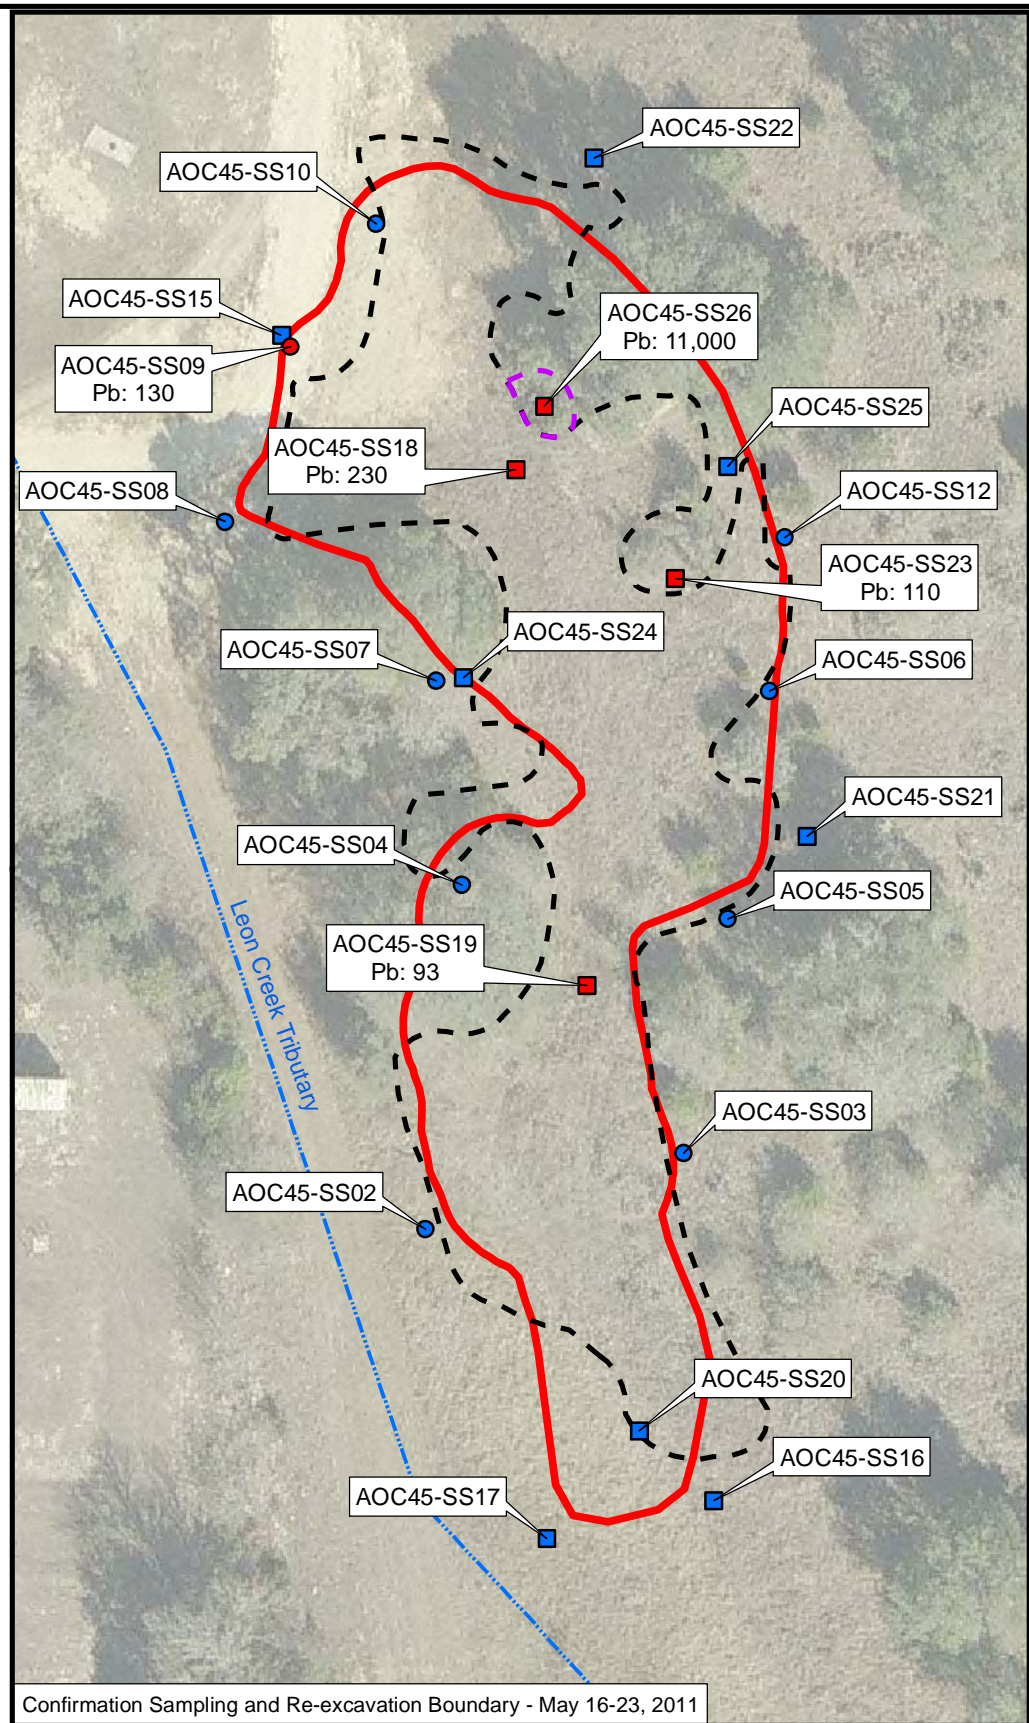 AOC45-SS22
AOC45-SS10
AOC45-SS15
AOC45-SS26
Pb: 11,000
AOC45-SS09
Pb: 130
AOC45-SS25
AOC45-SS18
Pb: 230
AOC45-SS08
AOC45-SS12
AOC45-SS23
Pb: 110
AOC45-SS24
AOC45-SS07
AOC45-SS06
AOC45-SS21
AOC45-SS04
AOC45-SS05
AOC45-SS19
Pb: 93
Leon Creek Tributary
AOC45-SS03
AOC45-SS02
AOC45-SS20
AOC45-SS16
AOC45-SS17
Confirmation Sampling and Re-excavation Boundary - May 16-23, 2011